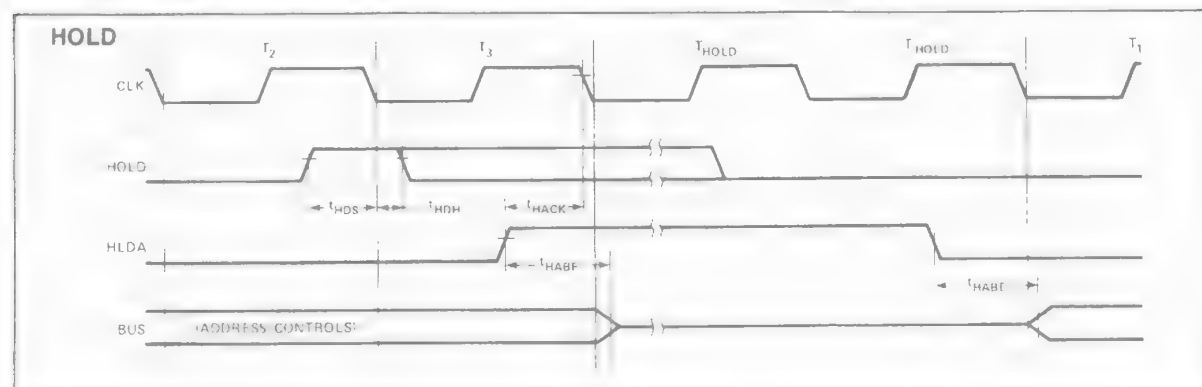 HOLD
T2 T3 THOLD THOLD T1
CLK
HOLD
tHDS tHDH tHACK
HLDA
tHABF tHABE
BUS (ADDRESS CONTROLS)